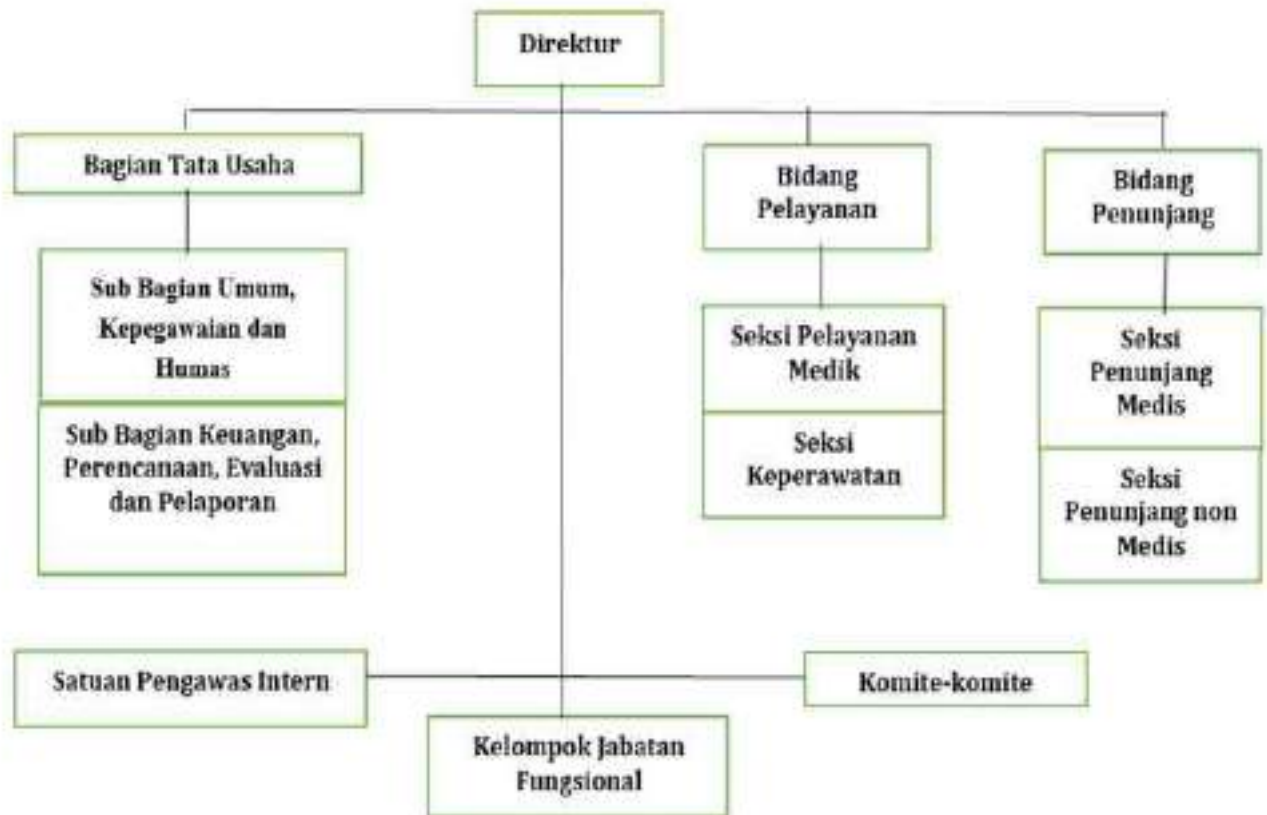 Direktur
Bagian Tata Usaha
Bidang
Pelayanan
Bidang
Penunjang
Sub Bagian Umum,
Kepegawaian dan
Humas
Sub Bagian Keuangan,
Perencanaan, Evaluasi
dan Pelaporan
Seksi Pelayanan
Medik
Seksi
Keperawatan
Seksi
Penunjang
Medis
Seksi
Penunjang non
Medis
Satuan Pengawas Intern
Komite-komite
Kelompok Jabatan
Fungsional